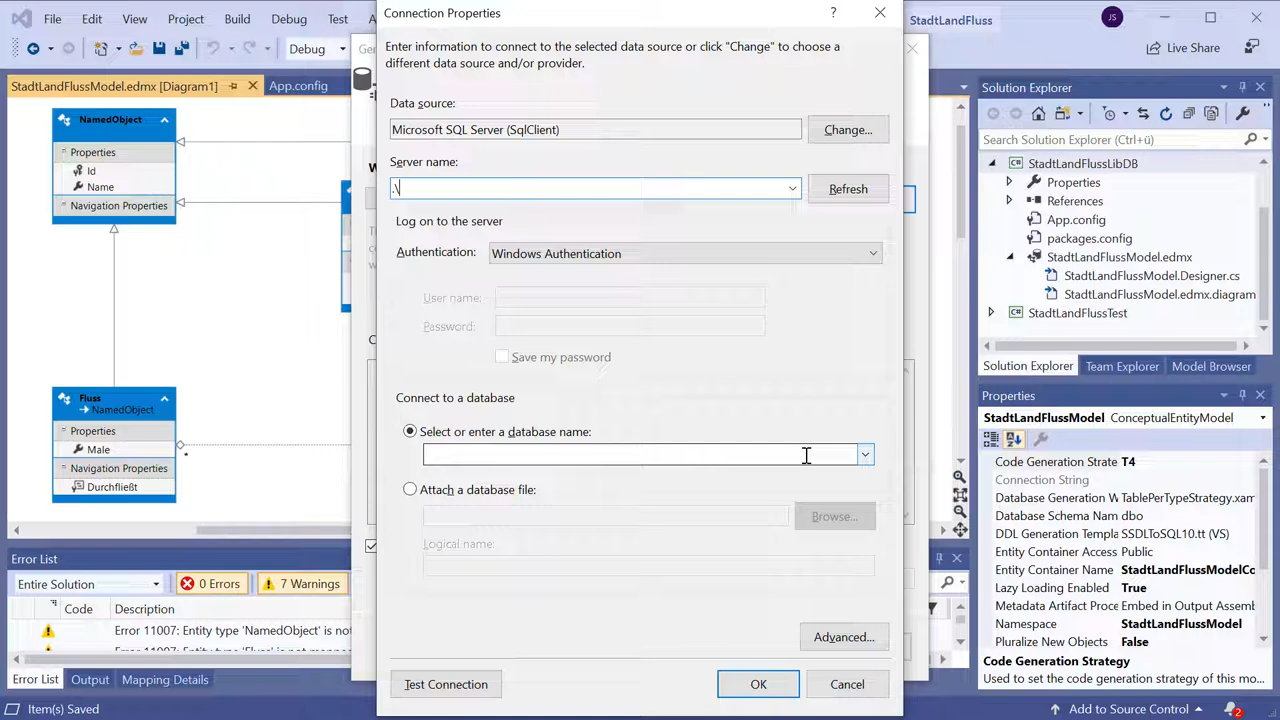 File Edit View Project Build Debug Test
StadtLandFluss
JS
Debug
Live Share
StadtLandFlussModel.edmx [Diagram1]
App.config
NamedObject
Properties
Id
Name
Navigation Properties
Fluss
NamedObject
Properties
Male
Navigation Properties
Durchfließt
Connection Properties
?
Enter information to connect to the selected data source or click "Change" to choose a
different data source and/or provider.
Data source:
Microsoft SQL Server (SqlClient)
Change...
Server name:
.\
Refresh
Log on to the server
Authentication:
Windows Authentication
User name:
Password:
Save my password
Connect to a database
Select or enter a database name:
Attach a database file:
Browse...
Logical name:
Advanced...
Test Connection
OK
Cancel
Solution Explorer
Search Solution Explorer (Ctrl+ü)
StadtLandFlussLibDB
Properties
References
App.config
packages.config
StadtLandFlussModel.edmx
StadtLandFlussModel.Designer.cs
StadtLandFlussModel.edmx.diagram
StadtLandFlussTest
Solution Explorer Team Explorer Model Browser
Properties
StadtLandFlussModel ConceptualEntityModel
Code Generation Strate T4
Connection String
Database Generation W TablePerTypeStrategy.xam
Database Schema Nam dbo
DDL Generation Templa SSDLToSQL10.tt (VS)
Entity Container Access Public
Entity Container Name StadtLandFlussModelCo
Lazy Loading Enabled True
Metadata Artifact Proce Embed in Output Assemb
Namespace StadtLandFlussModel
Pluralize New Objects False
Code Generation Strategy
Used to set the code generation strategy of this mo...
Error List
Entire Solution
0 Errors
7 Warnings
Code Description
Error 11007: Entity type 'NamedObject' is not
Error List Output Mapping Details
Item(s) Saved
Add to Source Control
2